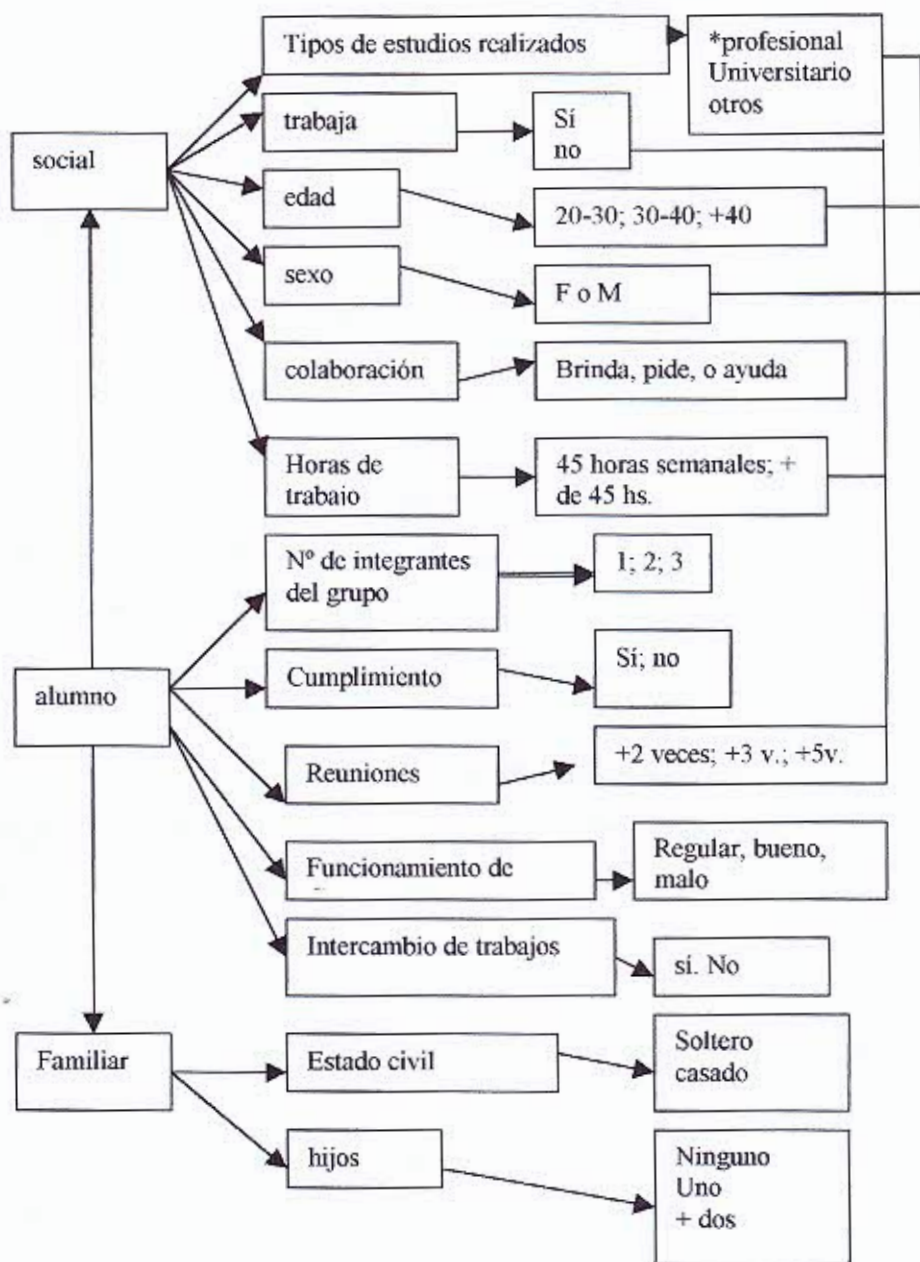 Tipos de estudios realizados
*profesional
Universitario
otros
trabaja
Sí
no
social
edad
20-30; 30-40; +40
sexo
F o M
colaboración
Brinda, pide, o ayuda
Horas de
trabajo
45 horas semanales; +
de 45 hs.
Nº de integrantes
del grupo
1; 2; 3
Cumplimiento
Sí; no
alumno
Reuniones
+2 veces; +3 v.; +5v.
Funcionamiento de
Regular, bueno,
malo
Intercambio de trabajos
sí. No
Familiar
Estado civil
Soltero
casado
hijos
Ninguno
Uno
+ dos